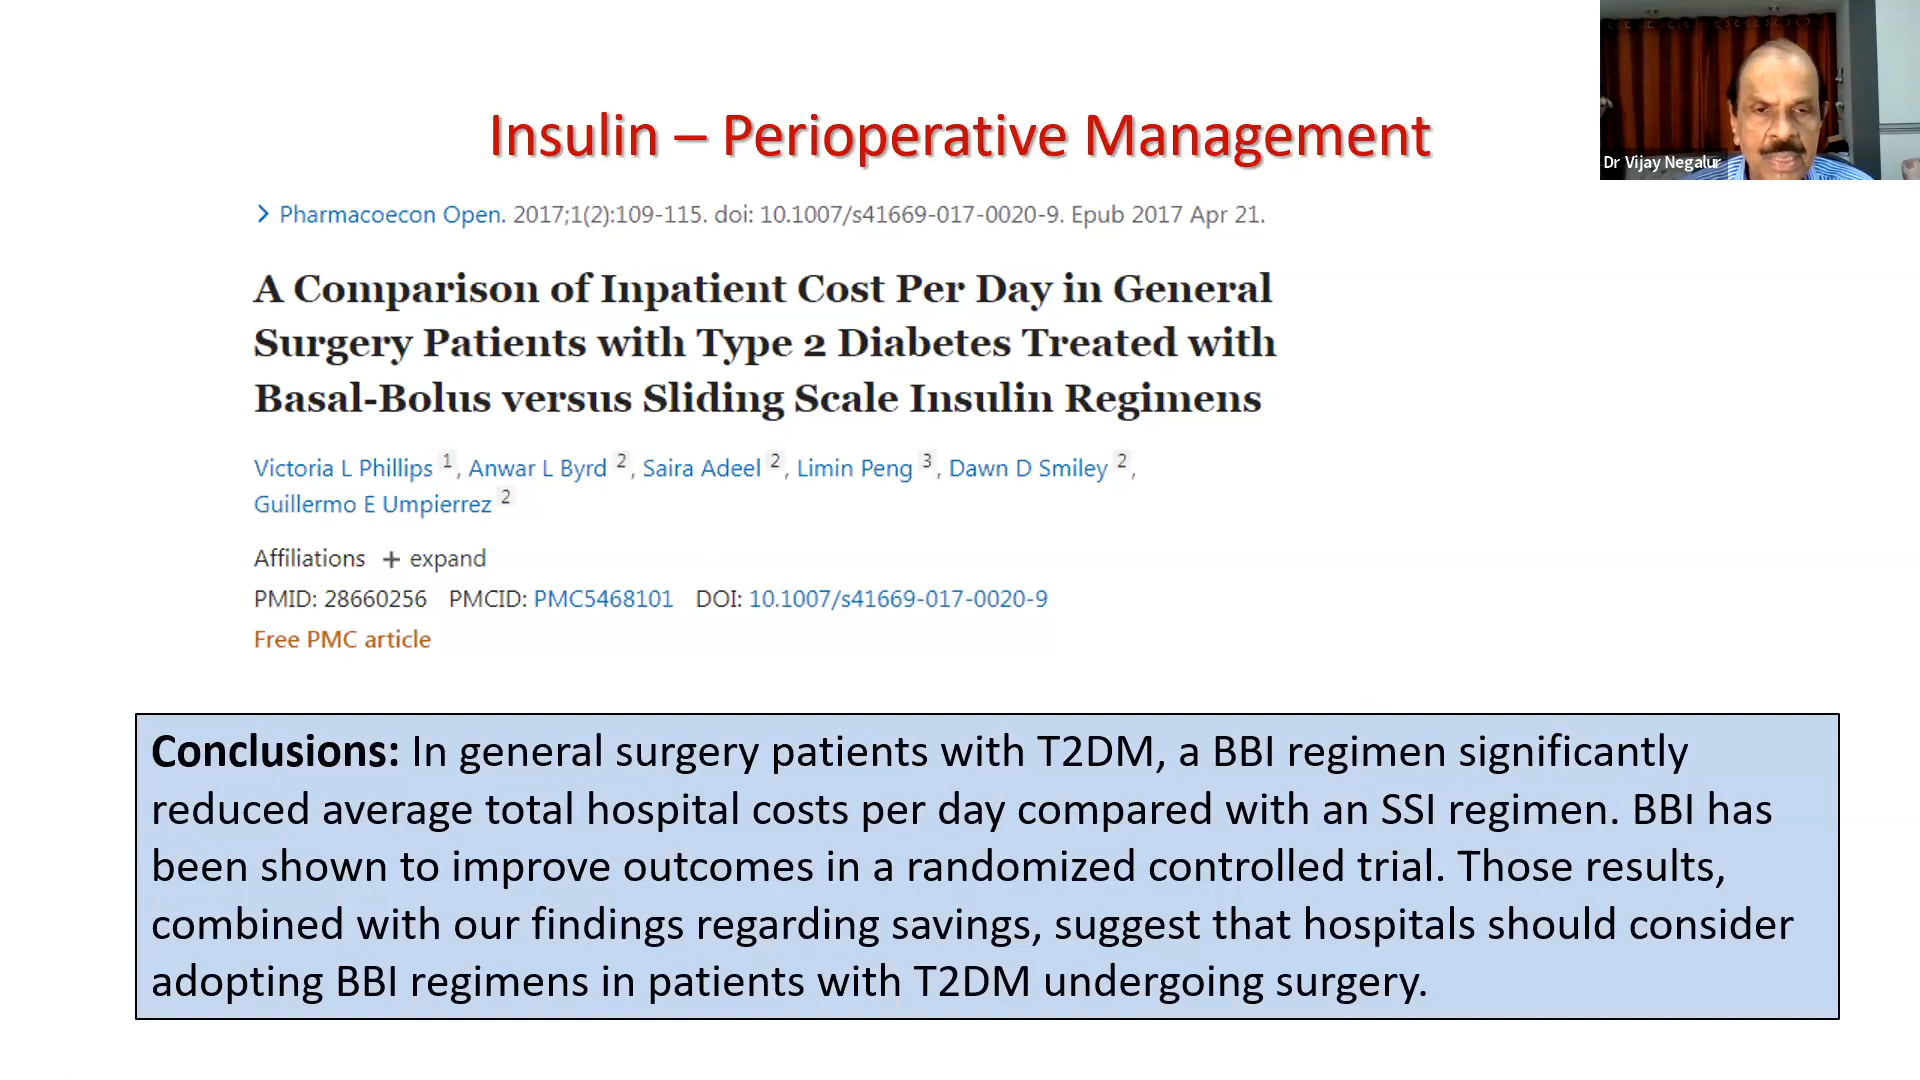 Insulin – Perioperative Management
Dr Vijay Negalur
> Pharmacoecon Open. 2017;1(2):109-115. doi: 10.1007/s41669-017-0020-9. Epub 2017 Apr 21.
A Comparison of Inpatient Cost Per Day in General
Surgery Patients with Type 2 Diabetes Treated with
Basal-Bolus versus Sliding Scale Insulin Regimens
Victoria L Phillips 1, Anwar L Byrd 2, Saira Adeel 2, Limin Peng 3, Dawn D Smiley 2,
Guillermo E Umpierrez 2
Affiliations + expand
PMID: 28660256 PMCID: PMC5468101 DOI: 10.1007/s41669-017-0020-9
Free PMC article
Conclusions: In general surgery patients with T2DM, a BBI regimen significantly
reduced average total hospital costs per day compared with an SSI regimen. BBI has
been shown to improve outcomes in a randomized controlled trial. Those results,
combined with our findings regarding savings, suggest that hospitals should consider
adopting BBI regimens in patients with T2DM undergoing surgery.